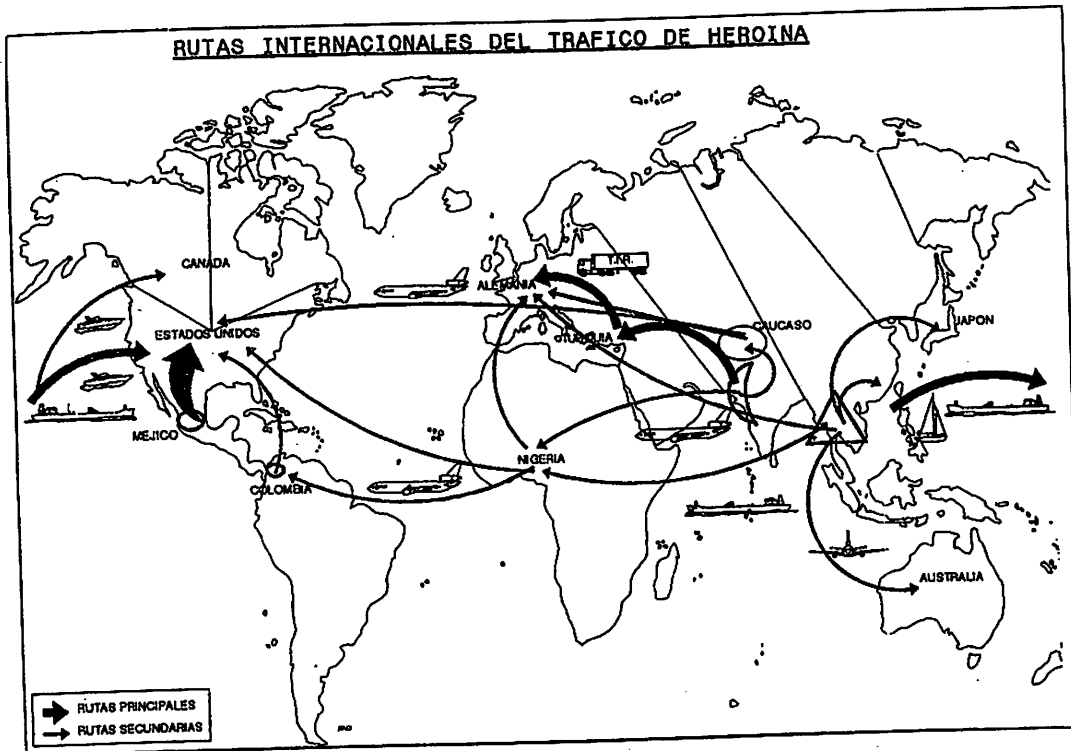 RUTAS INTERNACIONALES DEL TRAFICO DE HEROINA
CANADA
ESTADOS UNIDOS
MEJICO
COLOMBIA
ALEMANIA
T.I.R.
TURQUIA
CAUCASO
JAPON
NIGERIA
AUSTRALIA
RUTAS PRINCIPALES
RUTAS SECUNDARIAS